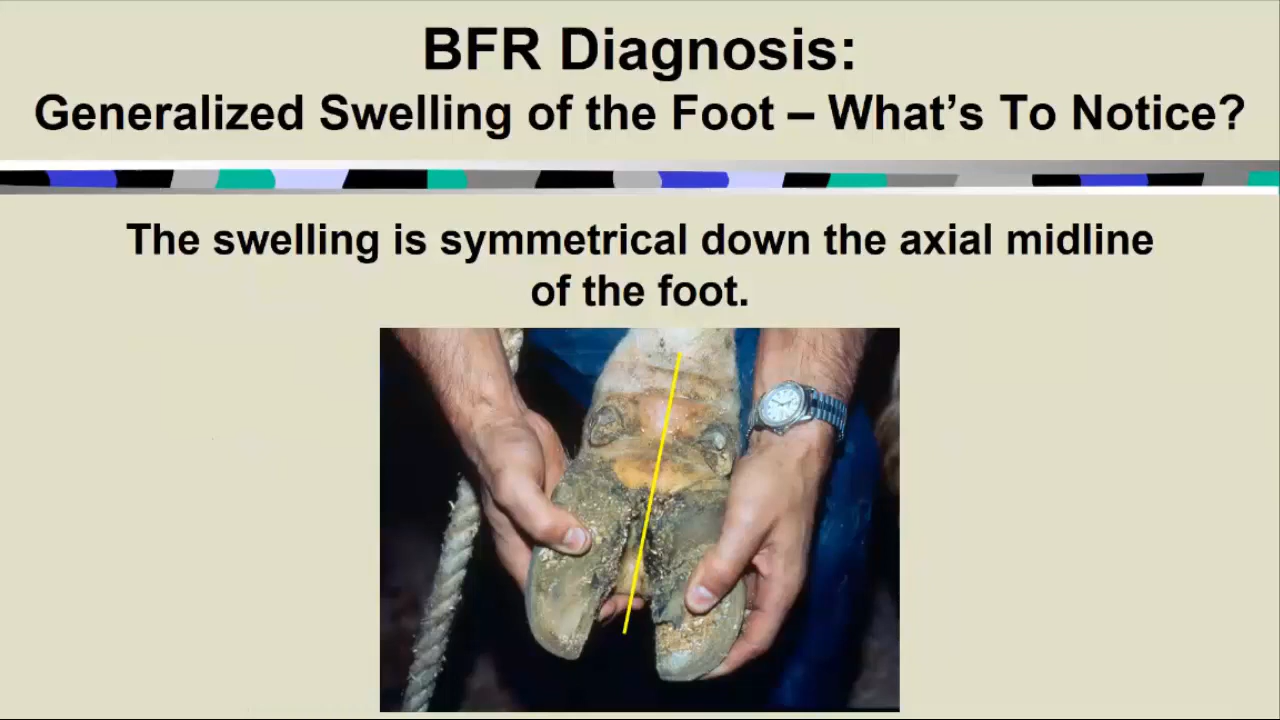 BFR Diagnosis:
Generalized Swelling of the Foot – What's To Notice?
The swelling is symmetrical down the axial midline
of the foot.